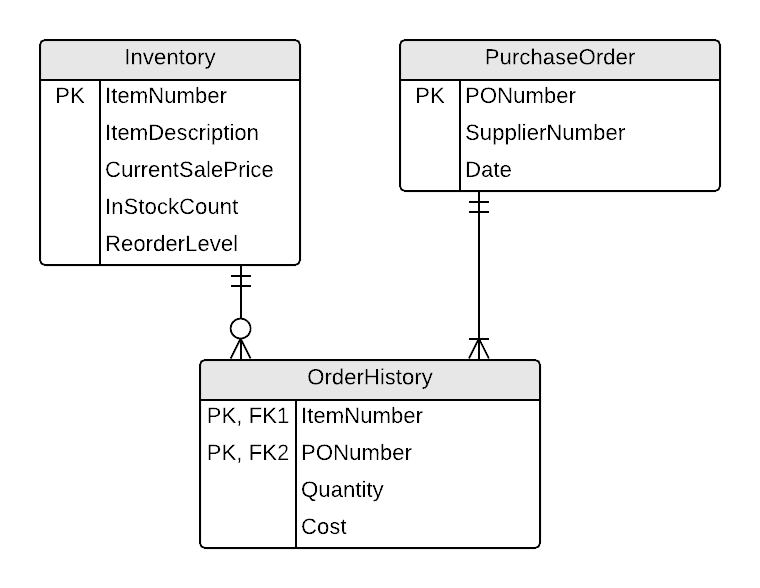 Inventory
PK ItemNumber
ItemDescription
CurrentSalePrice
InStockCount
ReorderLevel
PurchaseOrder
PK PONumber
SupplierNumber
Date
OrderHistory
PK, FK1 ItemNumber
PK, FK2 PONumber
Quantity
Cost